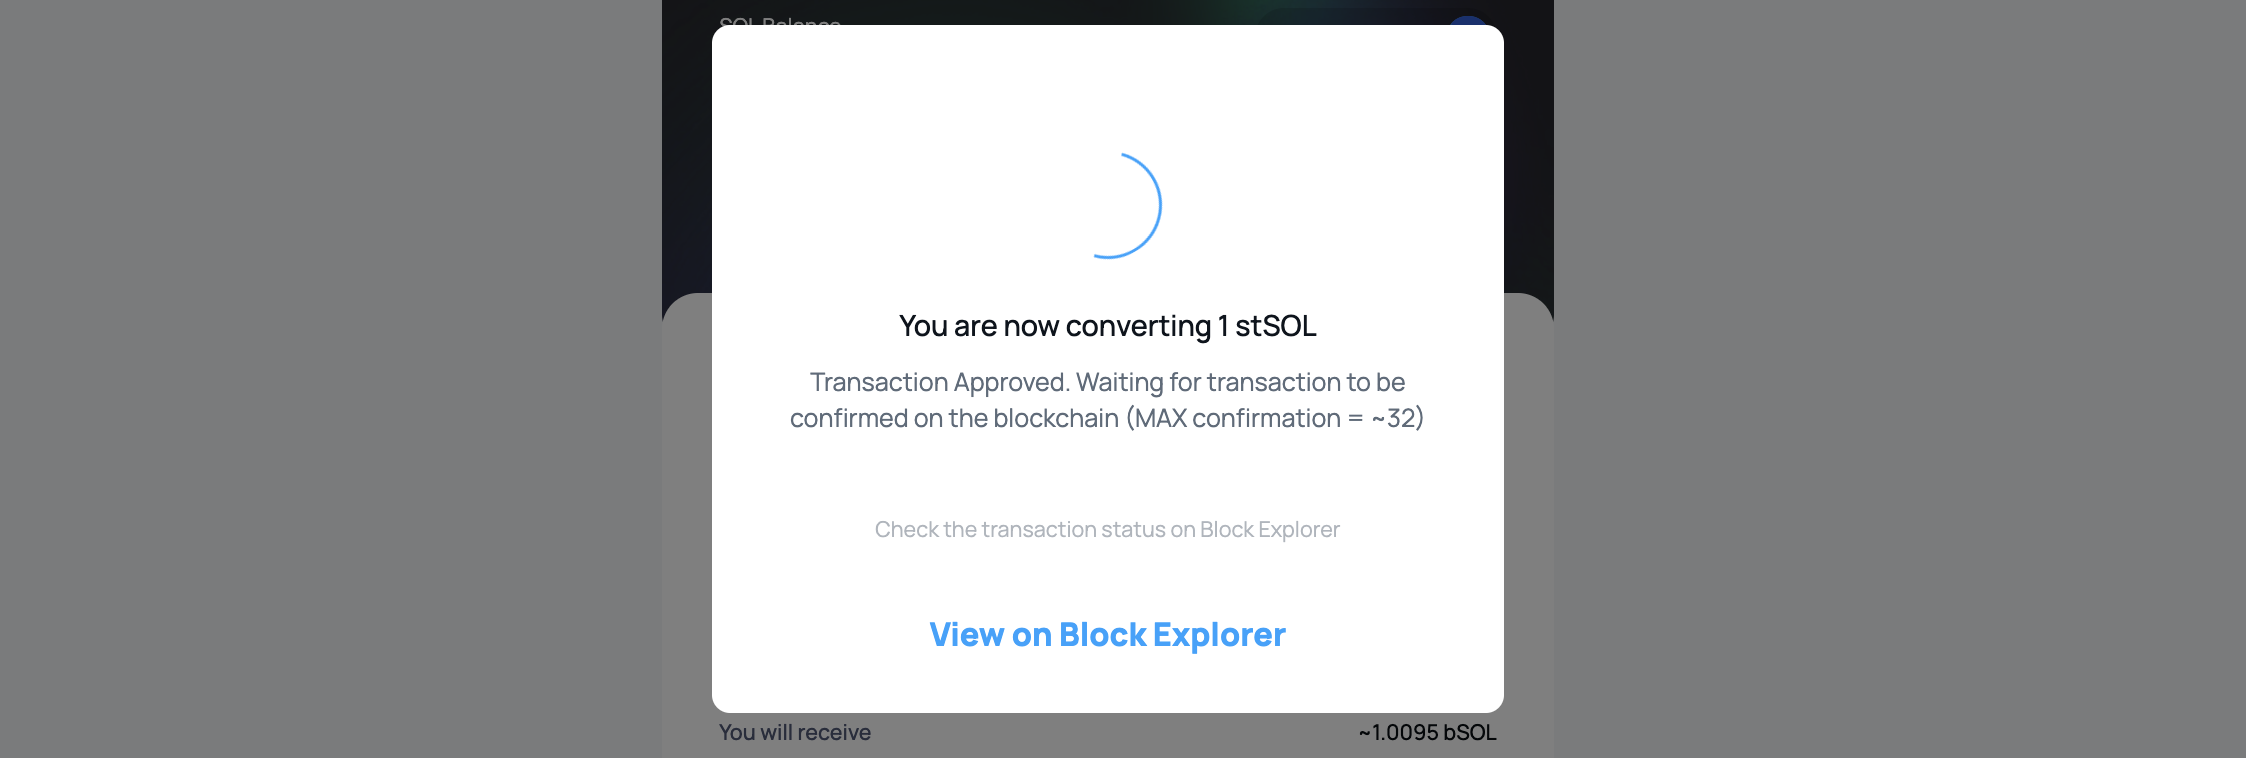 SOL Balance
You are now converting 1 stSOL
Transaction Approved. Waiting for transaction to be
confirmed on the blockchain (MAX confirmation = ~32)
Check the transaction status on Block Explorer
View on Block Explorer
You will receive ~1.0095 bSOL